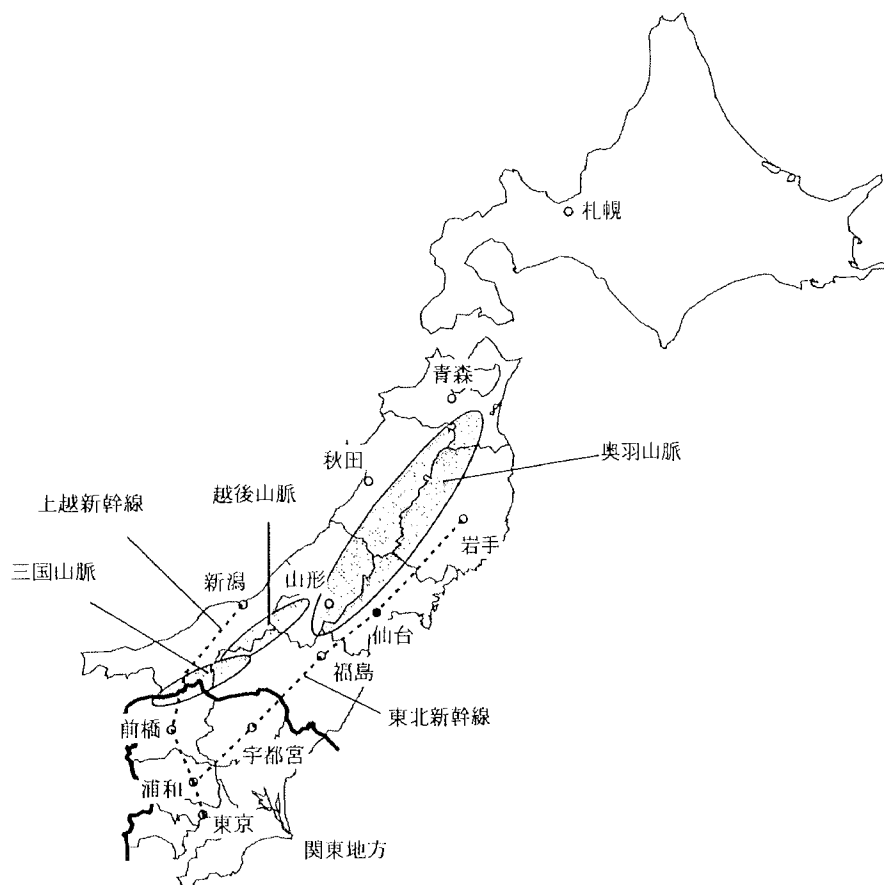 札幌
青森
奥羽山脈
秋田
越後山脈
上越新幹線
岩手
三国山脈
新潟
山形
仙台
福島
東北新幹線
前橋
宇都宮
浦和
東京
関東地方